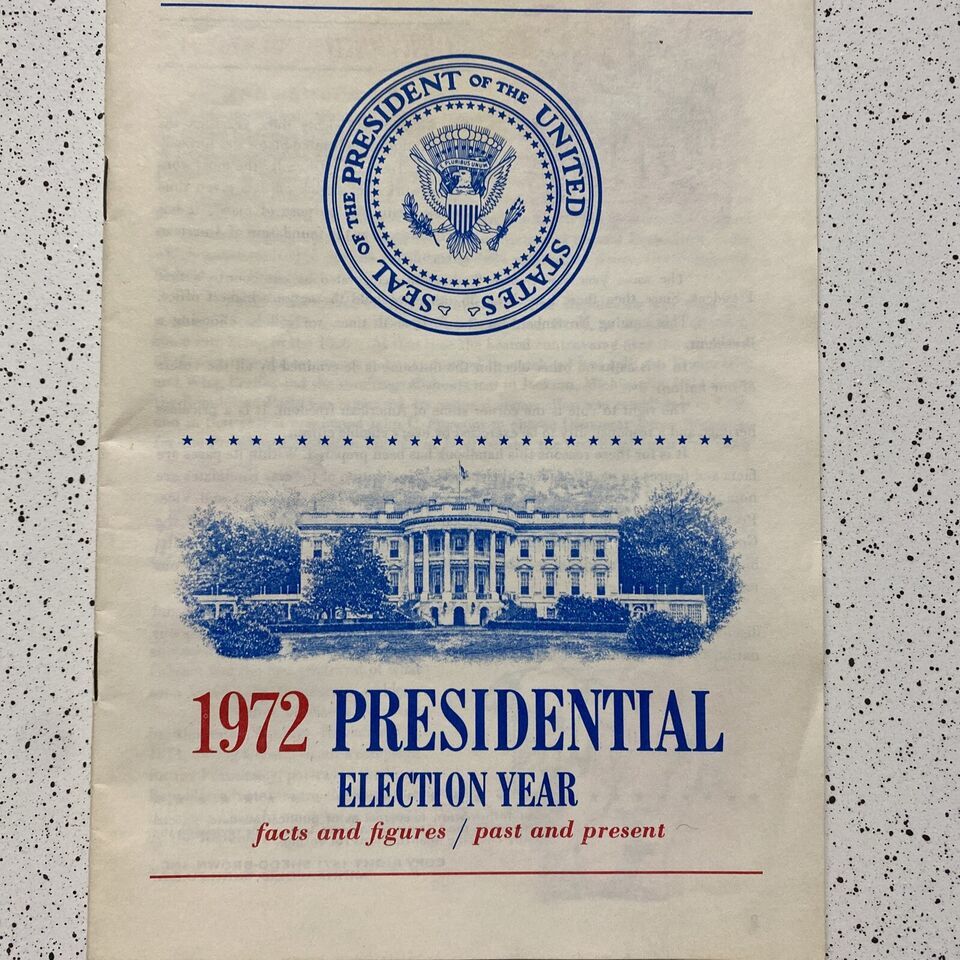 SEAL OF THE PRESIDENT OF THE UNITED STATES
E PLURIBUS UNUM
1972 PRESIDENTIAL
ELECTION YEAR
facts and figures / past and present